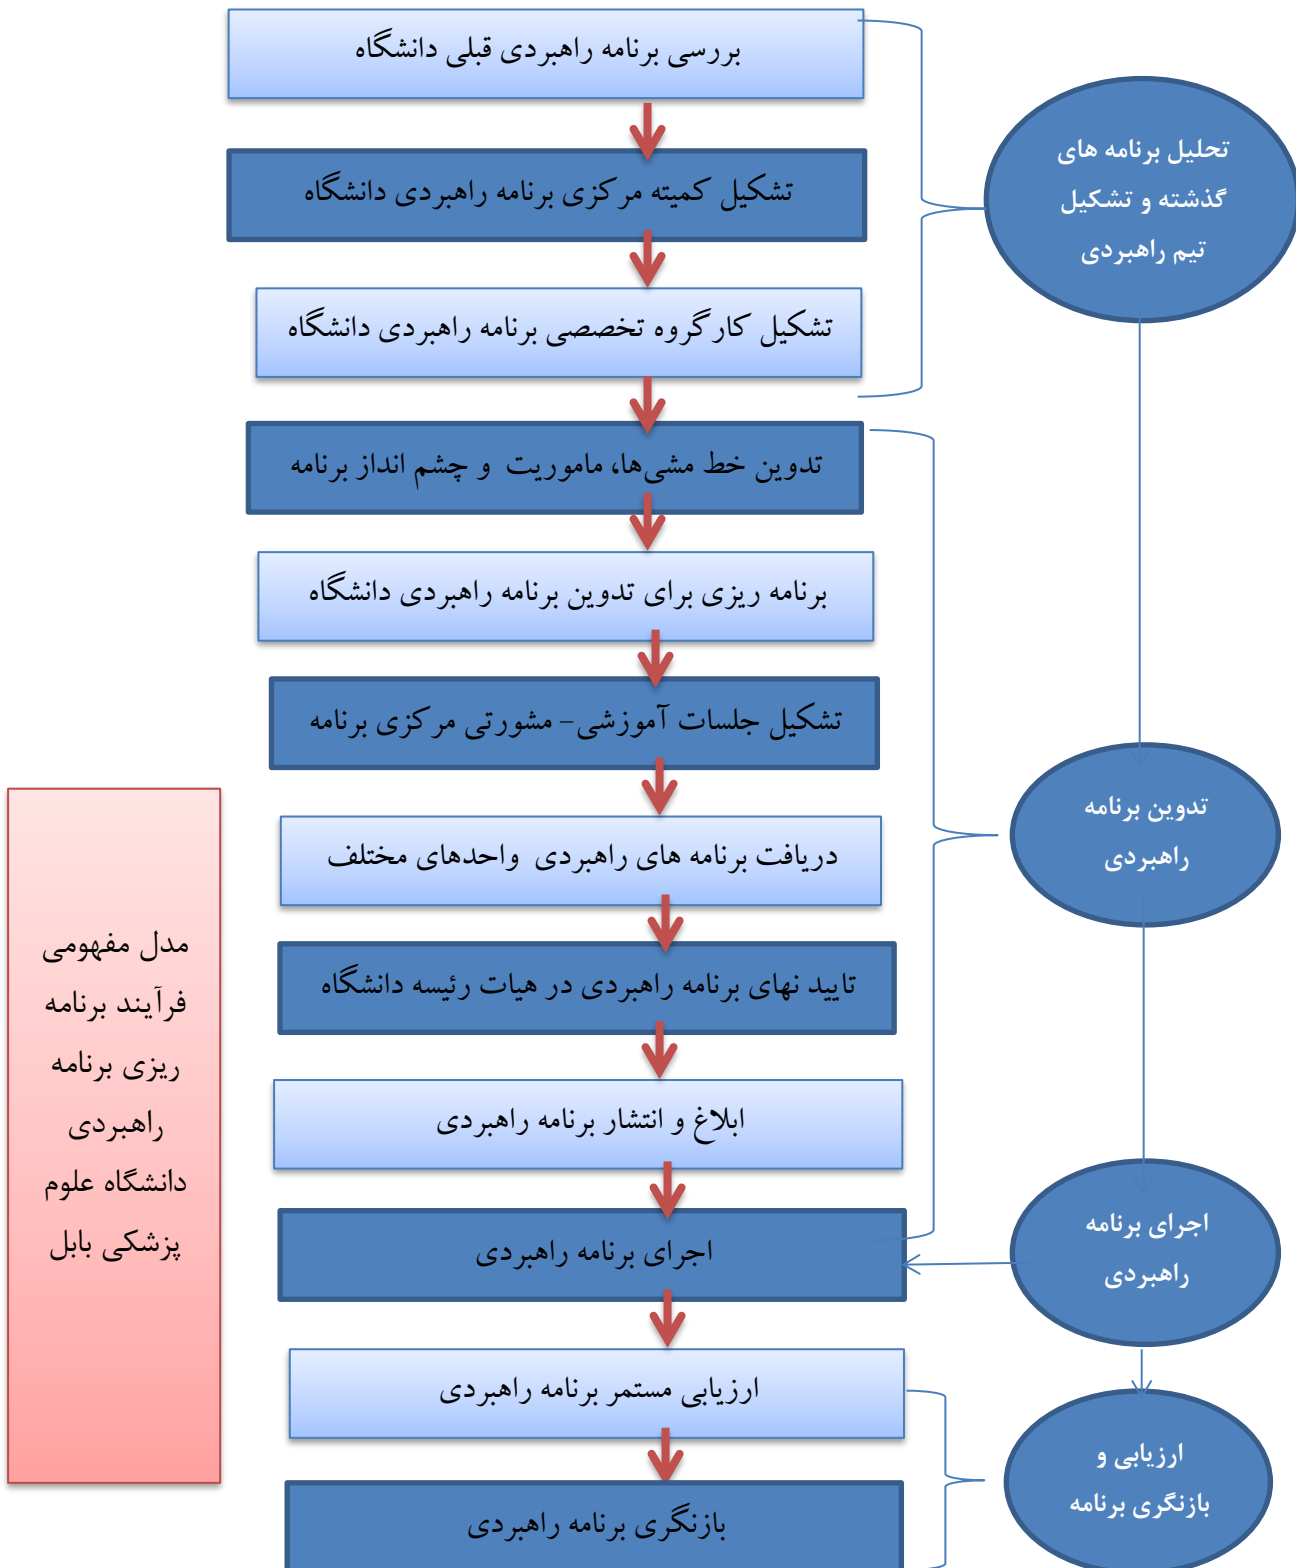 بررسی برنامه راهبردی قبلی دانشگاه
تشکیل کمیته مرکزی برنامه راهبردی دانشگاه
تشکیل کارگروه تخصصی برنامه راهبردی دانشگاه
تحلیل برنامه های
گذشته و تشکیل
تیم راهبردی
تدوین خط مشی‌ها، ماموریت و چشم انداز برنامه
برنامه ریزی برای تدوین برنامه راهبردی دانشگاه
تشکیل جلسات آموزشی– مشورتی مرکزی برنامه
دریافت برنامه های راهبردی واحدهای مختلف
تایید نهای برنامه راهبردی در هیات رئیسه دانشگاه
ابلاغ و انتشار برنامه راهبردی
تدوین برنامه
راهبردی
اجرای برنامه راهبردی
اجرای برنامه
راهبردی
ارزیابی مستمر برنامه راهبردی
بازنگری برنامه راهبردی
ارزیابی و
بازنگری برنامه
مدل مفهومی
فرآیند برنامه
ریزی برنامه
راهبردی
دانشگاه علوم
پزشکی بابل